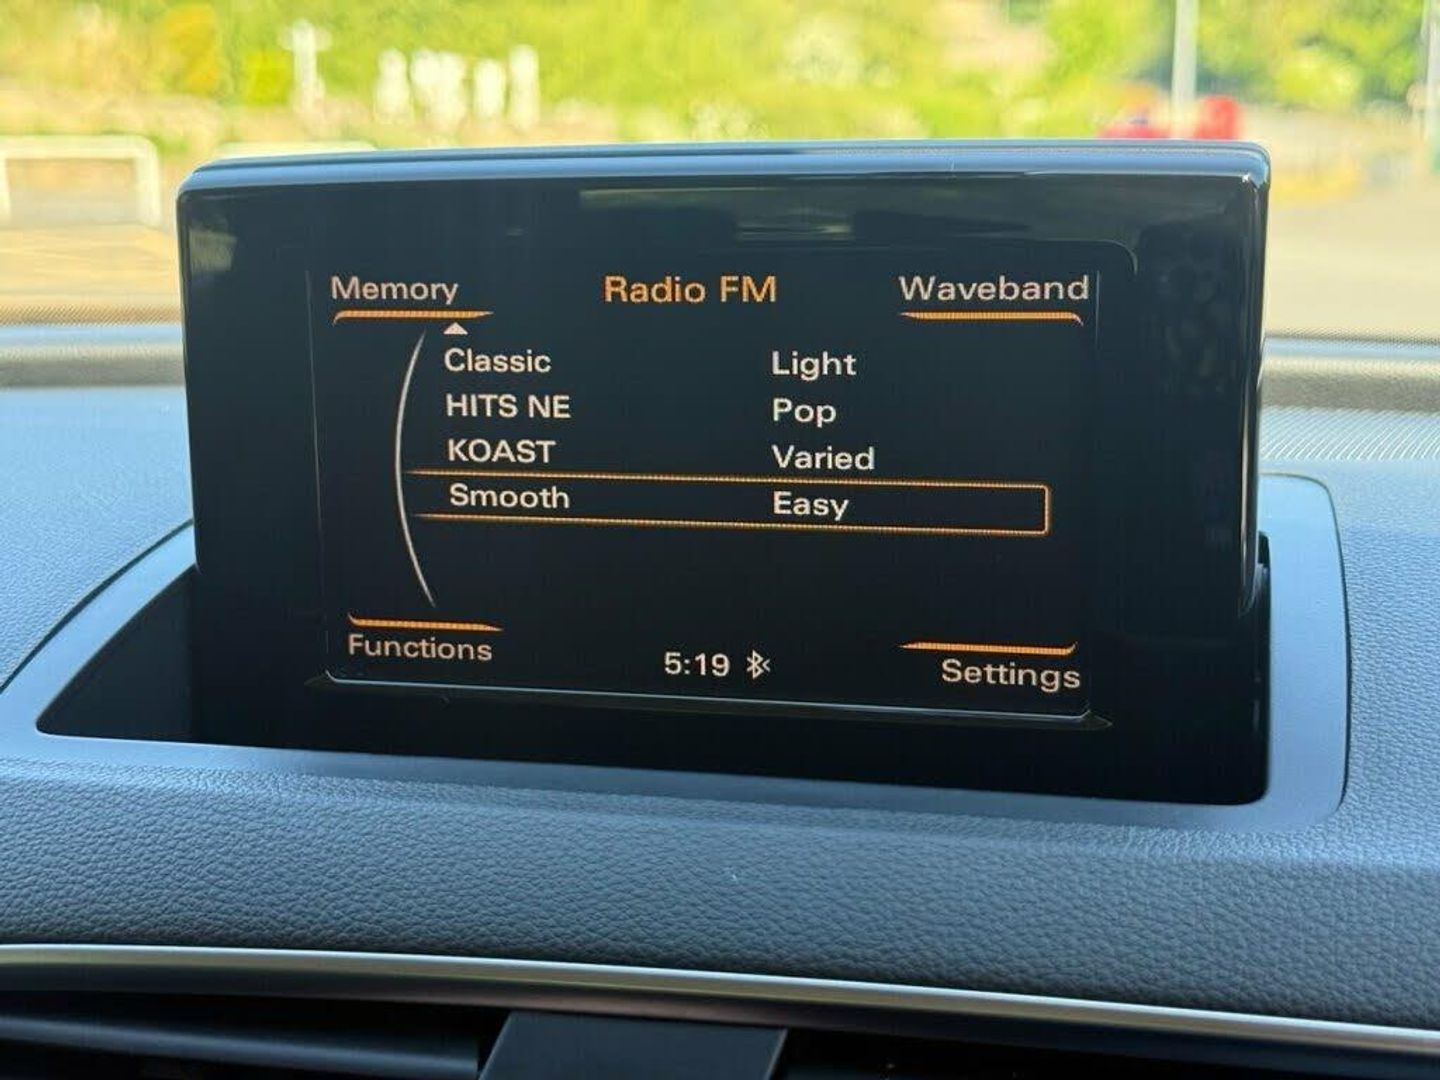 Memory Radio FM Waveband
Classic Light
HITS NE Pop
KOAST Varied
Smooth Easy
Functions 5:19 Settings